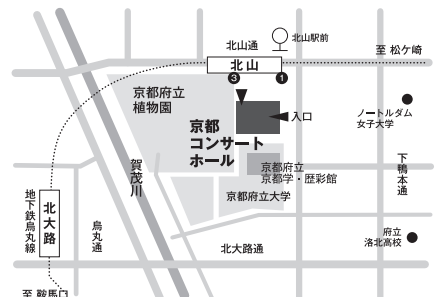 北山駅前
北山通
至 松ケ崎
北山
3
1
京都府立
植物園
入口
ノートルダム
女子大学
京都
コンサート
ホール
賀茂川
京都府立
京都学・歴彩館
下鴨本通
京都府立大学
地下鉄烏丸線
北大路
烏丸通
北大路通
府立
洛北高校
至 鞍馬口